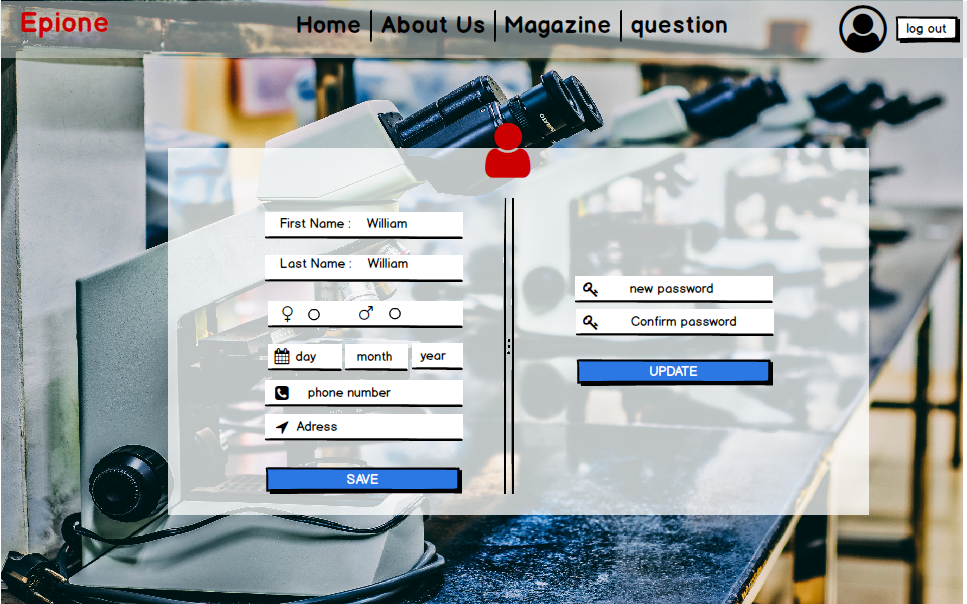 Epione
Home | About Us | Magazine | question
log out
First Name : William
Last Name : William
day month year
phone number
Adress
SAVE
new password
Confirm password
UPDATE